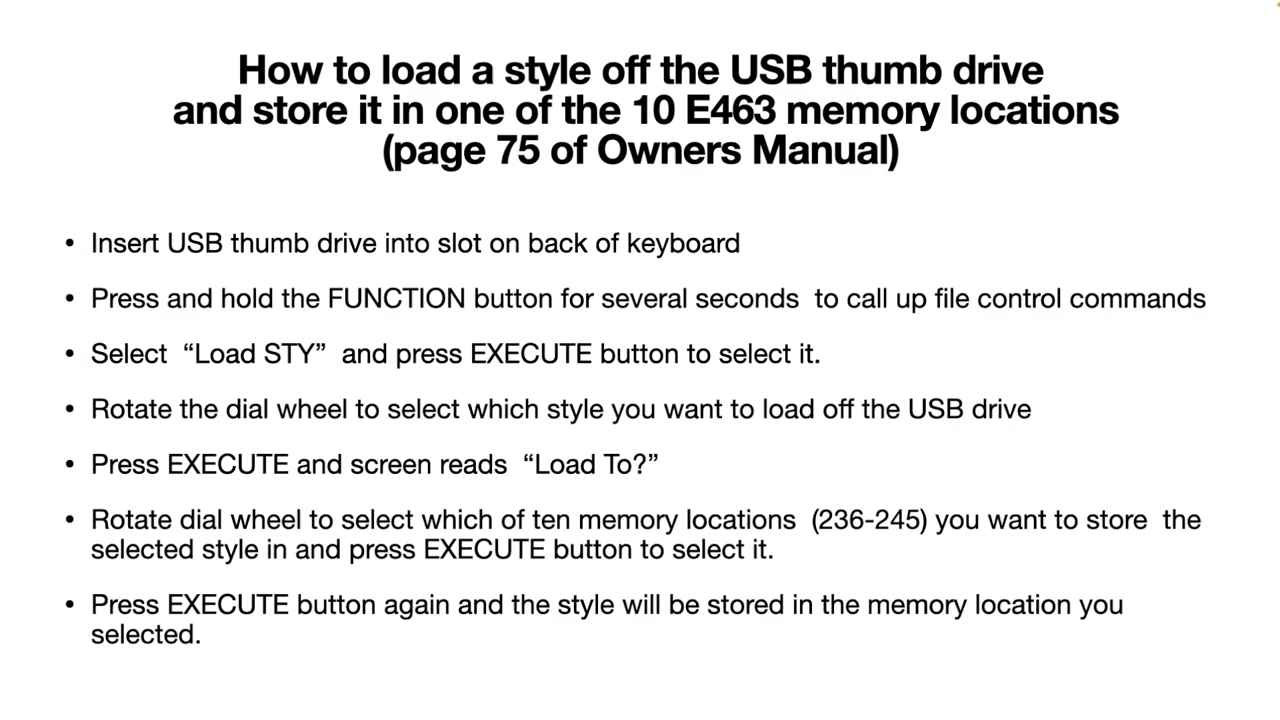 How to load a style off the USB thumb drive
and store it in one of the 10 E463 memory locations
(page 75 of Owners Manual)
• Insert USB thumb drive into slot on back of keyboard
• Press and hold the FUNCTION button for several seconds  to call up file control commands
• Select  “Load STY”  and press EXECUTE button to select it.
• Rotate the dial wheel to select which style you want to load off the USB drive
• Press EXECUTE and screen reads  “Load To?”
• Rotate dial wheel to select which of ten memory locations  (236-245) you want to store  the
selected style in and press EXECUTE button to select it.
• Press EXECUTE button again and the style will be stored in the memory location you
selected.